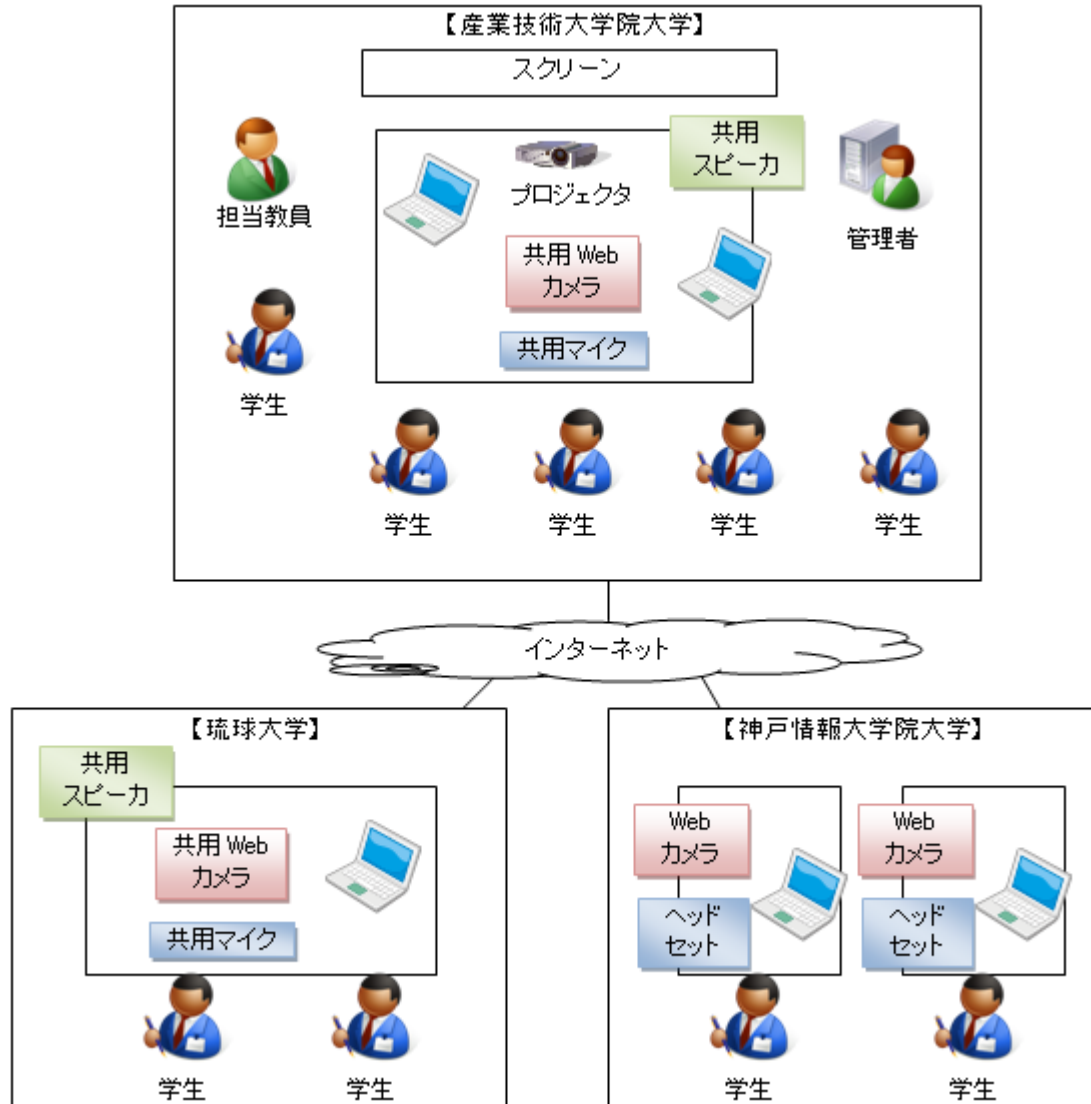 【産業技術大学院大学】
スクリーン
共用
スピーカ
プロジェクタ
担当教員
管理者
共用 Web
カメラ
共用マイク
学生
学生
学生
学生
学生
インターネット
【琉球大学】
共用
スピーカ
共用 Web
カメラ
共用マイク
学生
学生
【神戸情報大学院大学】
Web
カメラ
ヘッド
セット
Web
カメラ
ヘッド
セット
学生
学生